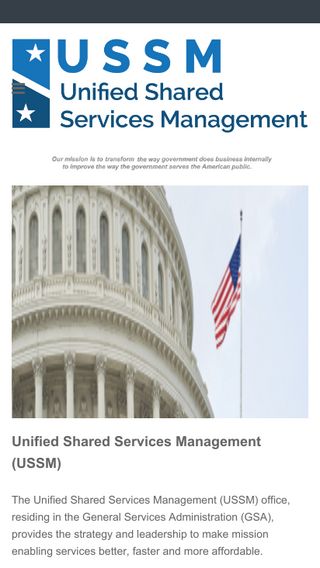 USSM
Unified Shared
Services Management
Our mission is to transform the way government does business internally
to improve the way the government serves the American public.
Unified Shared Services Management
(USSM)
The Unified Shared Services Management (USSM) office,
residing in the General Services Administration (GSA),
provides the strategy and leadership to make mission
enabling services better, faster and more affordable.